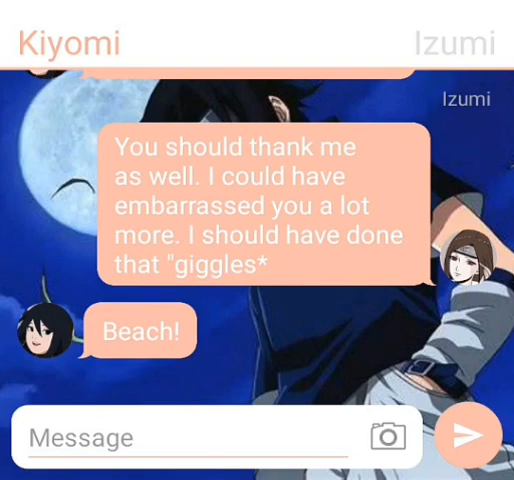 Kiyomi Izumi
Izumi
You should thank me
as well. I could have
embarrassed you a lot
more. I should have done
that "giggles*
Beach!
Message